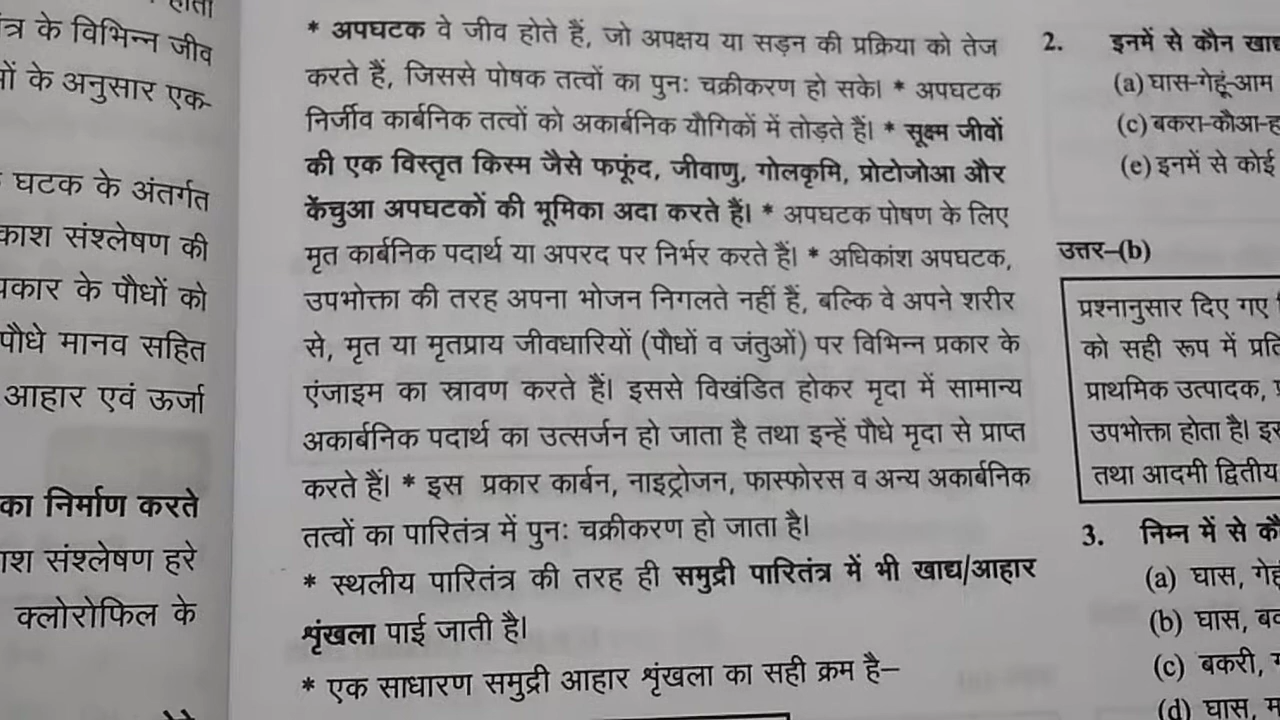 त्र के विभिन्न जीव
ों के अनुसार एक-
घटक के अंतर्गत
काश संश्लेषण की
प्रकार के पौधों को
पौधे मानव सहित
आहार एवं ऊर्जा
का निर्माण करते
ाश संश्लेषण हरे
क्लोरोफिल के
* अपघटक वे जीव होते हैं, जो अपक्षय या सड़न की प्रक्रिया को तेज
करते हैं, जिससे पोषक तत्वों का पुनः चक्रीकरण हो सके। * अपघटक
निर्जीव कार्बनिक तत्वों को अकार्बनिक यौगिकों में तोड़ते हैं। * सूक्ष्म जीवों
की एक विस्तृत किस्म जैसे फफूंद, जीवाणु, गोलकृमि, प्रोटोजोआ और
केंचुआ अपघटकों की भूमिका अदा करते हैं। * अपघटक पोषण के लिए
मृत कार्बनिक पदार्थ या अपरद पर निर्भर करते हैं। * अधिकांश अपघटक,
उपभोक्ता की तरह अपना भोजन निगलते नहीं हैं, बल्कि वे अपने शरीर
से, मृत या मृतप्राय जीवधारियों (पौधों व जंतुओं) पर विभिन्न प्रकार के
एंजाइम का स्रावण करते हैं। इससे विखंडित होकर मृदा में सामान्य
अकार्बनिक पदार्थ का उत्सर्जन हो जाता है तथा इन्हें पौधे मृदा से प्राप्त
करते हैं। * इस प्रकार कार्बन, नाइट्रोजन, फास्फोरस व अन्य अकार्बनिक
तत्वों का पारितंत्र में पुनः चक्रीकरण हो जाता है।
* स्थलीय पारितंत्र की तरह ही समुद्री पारितंत्र में भी खाद्य/आहार
शृंखला पाई जाती है।
* एक साधारण समुद्री आहार शृंखला का सही क्रम है–
2. इनमें से कौन
(a) घास-गेहूं-आम
(c) बकरा-कौआ-
(e) इनमें से कोई
उत्तर–(b)
प्रश्नानुसार दिए गए
को सही रूप में
प्राथमिक उत्पादक,
उपभोक्ता होता है।
तथा आदमी द्वितीय
3. निम्न में से
(a) घास,
(b) घास,
(c) बकरी,
(d) घास,